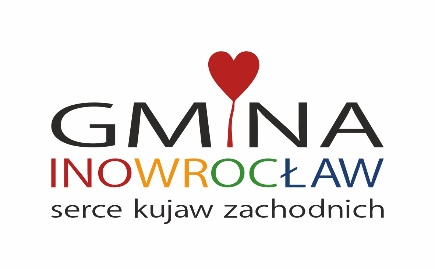 GMINA
INOWROCŁAW
serce kujaw zachodnich